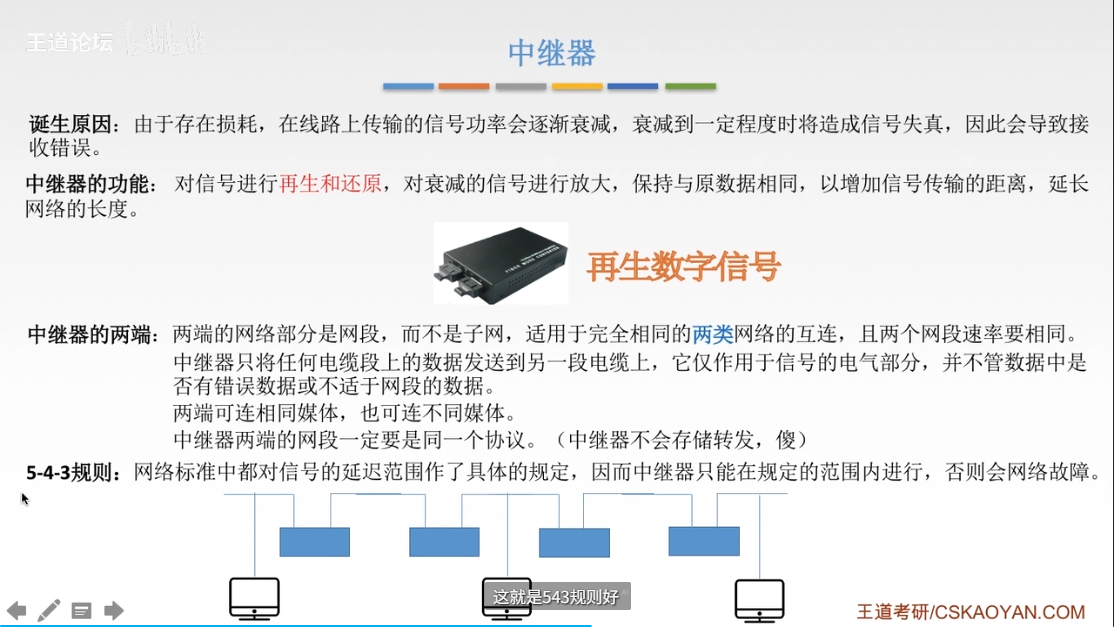 王道论坛
中继器
诞生原因：由于存在损耗，在线路上传输的信号功率会逐渐衰减，衰减到一定程度时将造成信号失真，因此会导致接
收错误。
中继器的功能： 对信号进行再生和还原，对衰减的信号进行放大，保持与原数据相同，以增加信号传输的距离，延长
网络的长度。
再生数字信号
中继器的两端：两端的网络部分是网段，而不是子网，适用于完全相同的两类网络的互连，且两个网段速率要相同。
中继器只将任何电缆段上的数据发送到另一段电缆上，它仅作用于信号的电气部分，并不管数据中是
否有错误数据或不适于网段的数据。
两端可连相同媒体，也可连不同媒体。
中继器两端的网段一定要是同一个协议。（中继器不会存储转发，傻）
5-4-3规则：网络标准中都对信号的延迟范围作了具体的规定，因而中继器只能在规定的范围内进行，否则会网络故障。
这就是543规则好
王道考研/CSKAOYAN.COM